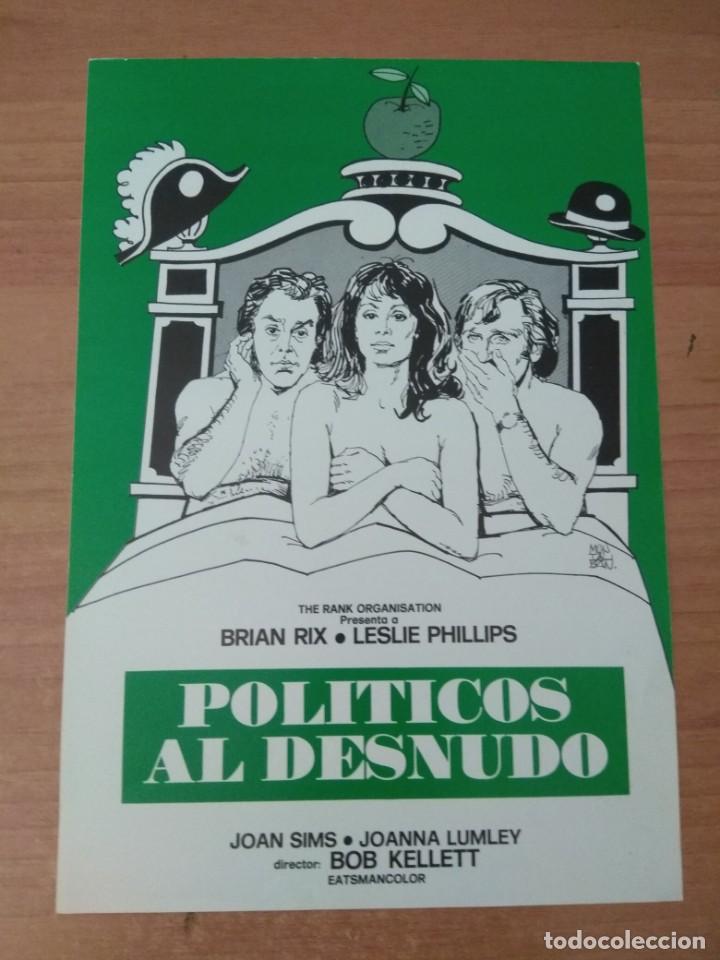 THE RANK ORGANISATION
Presenta a
BRIAN RIX • LESLIE PHILLIPS
POLITICOS
AL DESNUDO
JOAN SIMS • JOANNA LUMLEY
director: BOB KELLETT
EATSMANCOLOR
todocoleccion